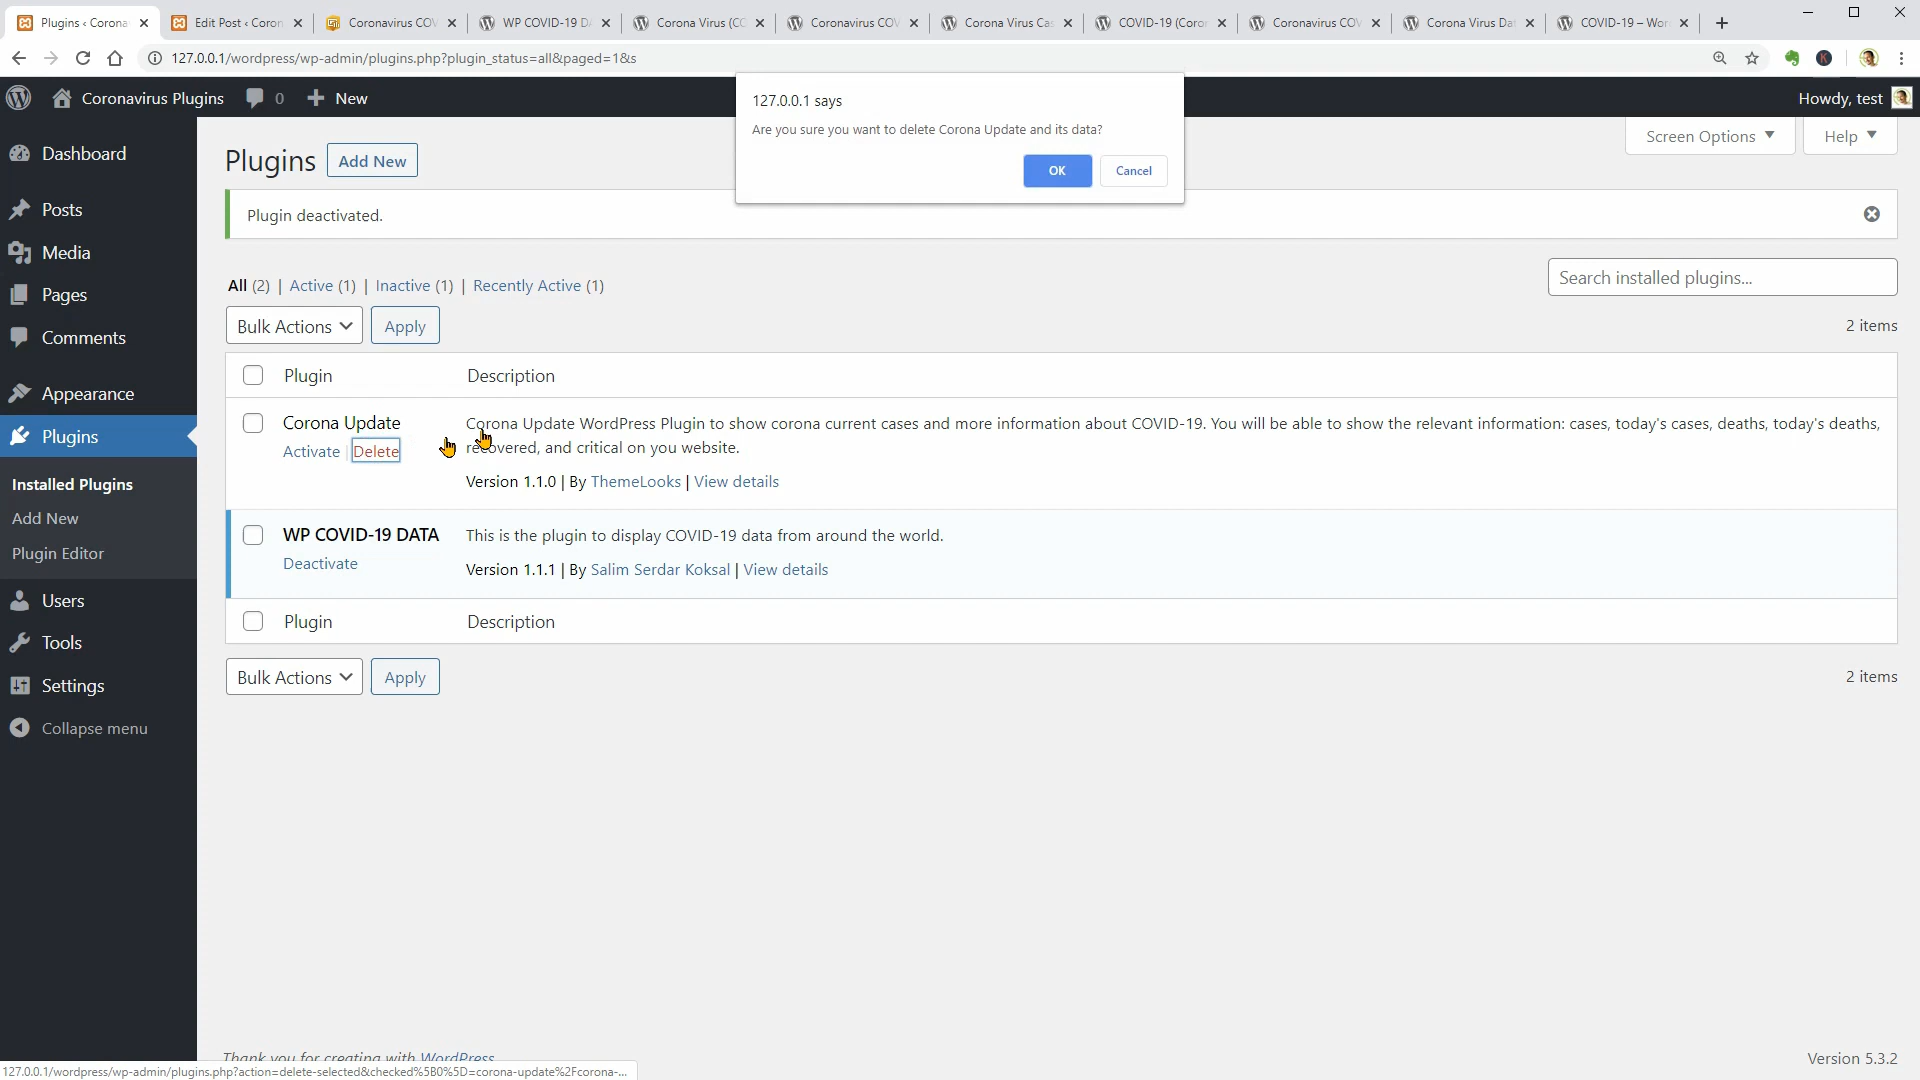 Plugins ‹ Corona
Edit Post ‹ Coron
Coronavirus COV
WP COVID-19 D
Corona Virus (CO
Coronavirus COV
Corona Virus Ca
COVID-19 (Coron
Coronavirus COV
Corona Virus Da
COVID-19 – Wor
127.0.0.1/wordpress/wp-admin/plugins.php?plugin_status=all&paged=1&s
Coronavirus Plugins
0
New
Howdy, test
127.0.0.1 says
Are you sure you want to delete Corona Update and its data?
OK
Cancel
Screen Options
Help
Dashboard
Posts
Media
Pages
Comments
Appearance
Plugins
Installed Plugins
Add New
Plugin Editor
Users
Tools
Settings
Collapse menu
Plugins
Add New
Plugin deactivated.
All (2) | Active (1) | Inactive (1) | Recently Active (1)
Search installed plugins...
Bulk Actions
Apply
2 items
Plugin
Description
Corona Update
Activate | Delete
Corona Update WordPress Plugin to show corona current cases and more information about COVID-19. You will be able to show the relevant information: cases, today's cases, deaths, today's deaths,
recovered, and critical on you website.
Version 1.1.0 | By ThemeLooks | View details
WP COVID-19 DATA
Deactivate
This is the plugin to display COVID-19 data from around the world.
Version 1.1.1 | By Salim Serdar Koksal | View details
Plugin
Description
Bulk Actions
Apply
2 items
Thank you for creating with WordPress
Version 5.3.2
127.0.0.1/wordpress/wp-admin/plugins.php?action=delete-selected&checked%5B0%5D=corona-update%2Fcorona-...